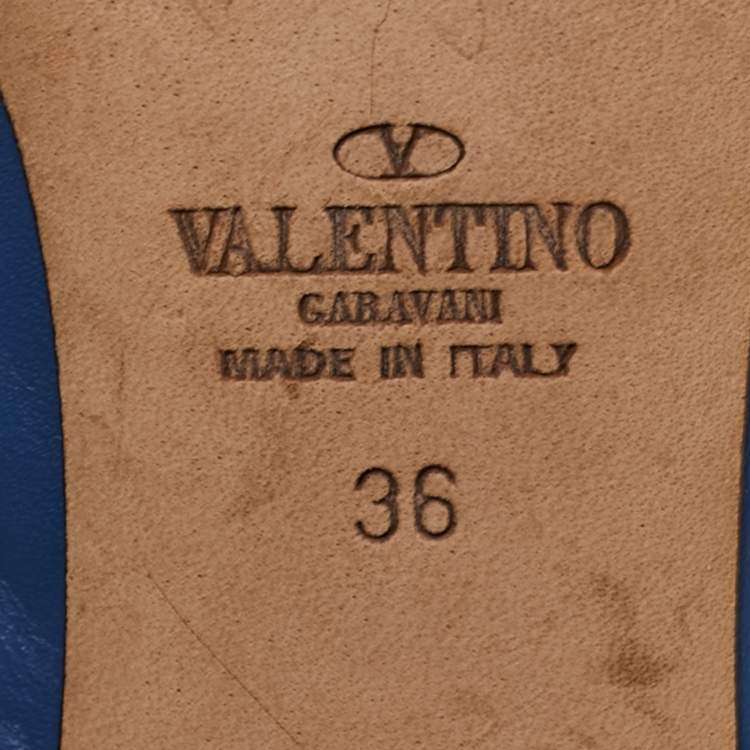 V
VALENTINO
GARAVANI
MADE IN ITALY
36